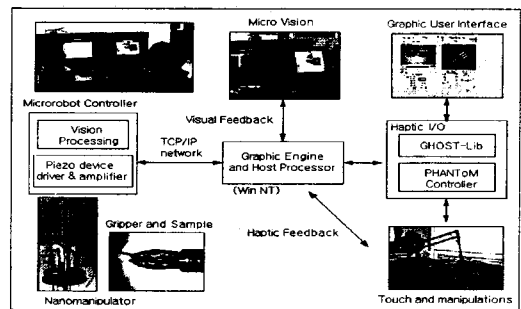 Micro Vision
Graphic User Interface
Microrobot Controller
Vision
Processing
Piezo device
driver & amplifier
TCP/IP
network
Visual Feedback
Graphic Engine
and Host Processor
(Win NT)
Haptic I/O
GHOST-Lib
PHANToM
Controller
Gripper and Sample
Haptic Feedback
Nanomanipulator
Touch and manipulations